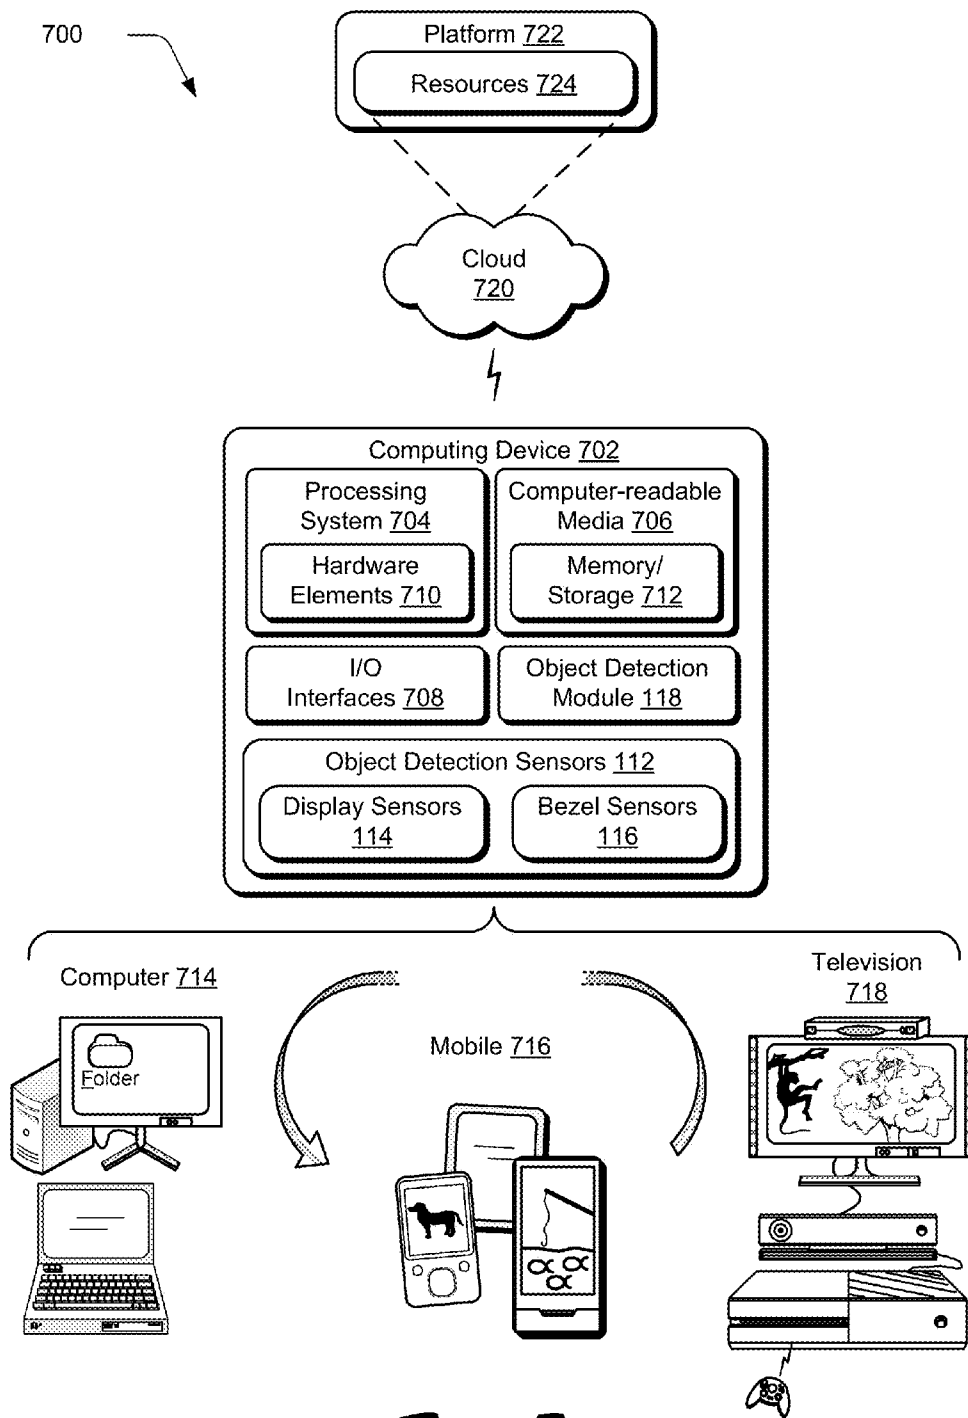 700
Platform 722
Resources 724
Cloud
720
Computing Device 702
Processing
System 704
Hardware
Elements 710
Computer-readable
Media 706
Memory/
Storage 712
I/O
Interfaces 708
Object Detection
Module 118
Object Detection Sensors 112
Display Sensors
114
Bezel Sensors
116
Computer 714
Folder
Mobile 716
Television
718